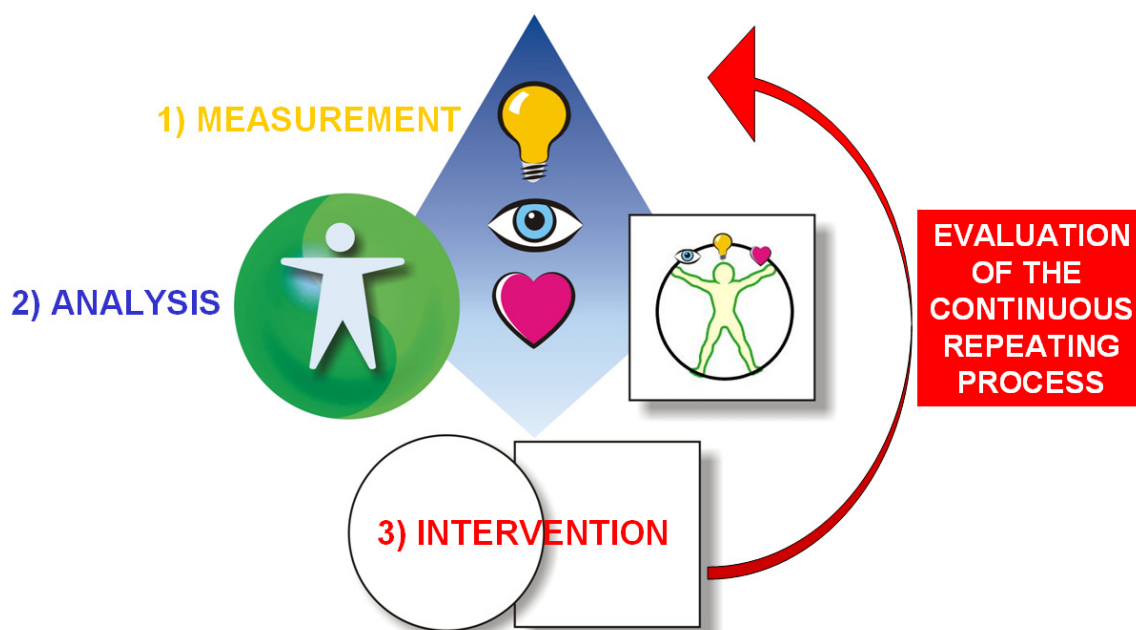 1) MEASUREMENT
2) ANALYSIS
3) INTERVENTION
EVALUATION
OF THE
CONTINUOUS
REPEATING
PROCESS